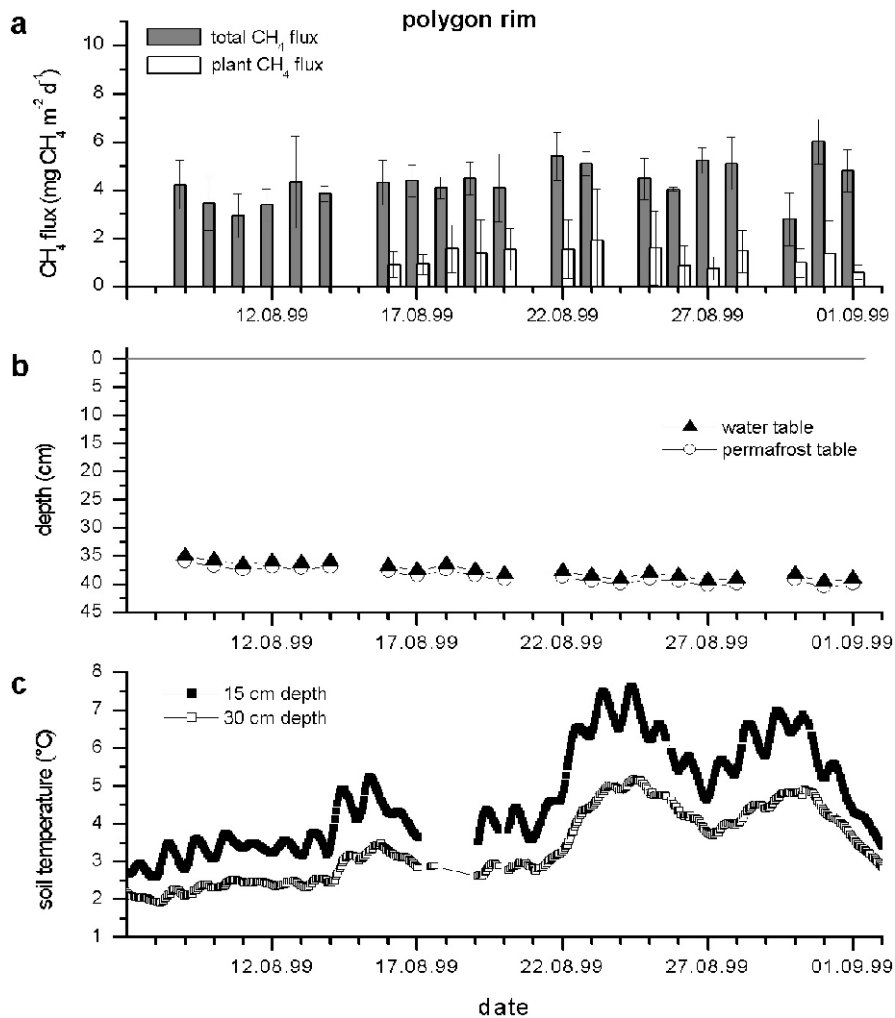 polygon rim
a
total CH4 flux
plant CH4 flux
CH4 flux (mg CH4 m-2 d-1)
10
8
6
4
2
0
12.08.99 17.08.99 22.08.99 27.08.99 01.09.99
b
water table
permafrost table
depth (cm)
0
5
10
15
20
25
30
35
40
45
12.08.99 17.08.99 22.08.99 27.08.99 01.09.99
c
15 cm depth
30 cm depth
soil temperature (°C)
8
7
6
5
4
3
2
1
12.08.99 17.08.99 22.08.99 27.08.99 01.09.99
date